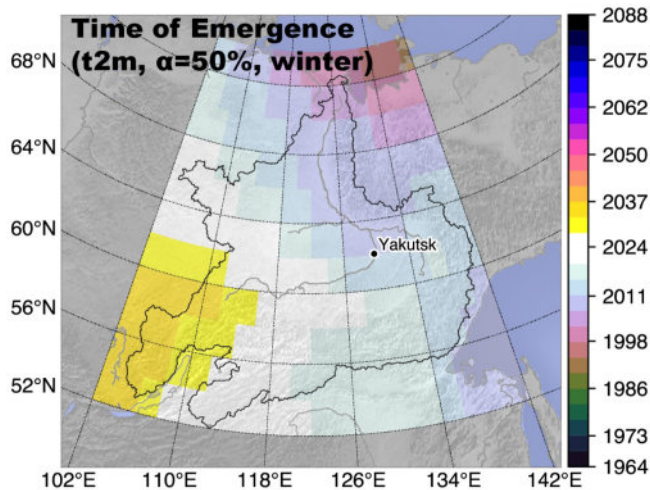 Time of Emergence
(t2m, α=50%, winter)
68°N
64°N
60°N
56°N
52°N
Yakutsk
102°E 110°E 118°E 126°E 134°E 142°E
2088
2075
2062
2050
2037
2024
2011
1998
1986
1973
1964